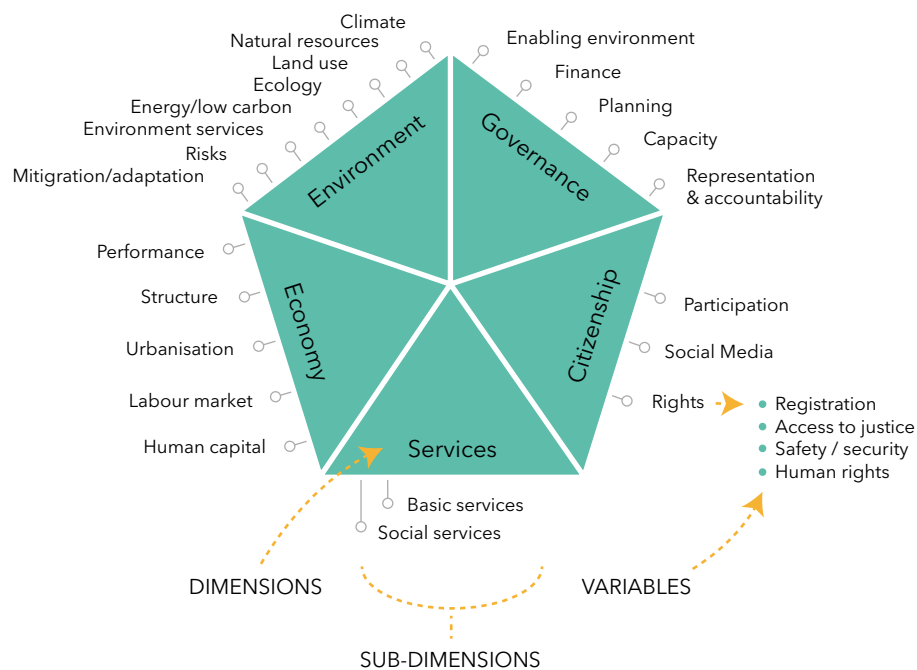 Climate
Natural resources
Land use
Ecology
Energy/low carbon
Environment services
Risks
Mitigration/adaptation
Enabling environment
Finance
Planning
Capacity
Representation
& accountability
Environment
Governance
Performance
Structure
Urbanisation
Labour market
Human capital
Economy
Citizenship
Participation
Social Media
Rights
Registration
Access to justice
Safety / security
Human rights
Services
Basic services
Social services
DIMENSIONS
VARIABLES
SUB-DIMENSIONS